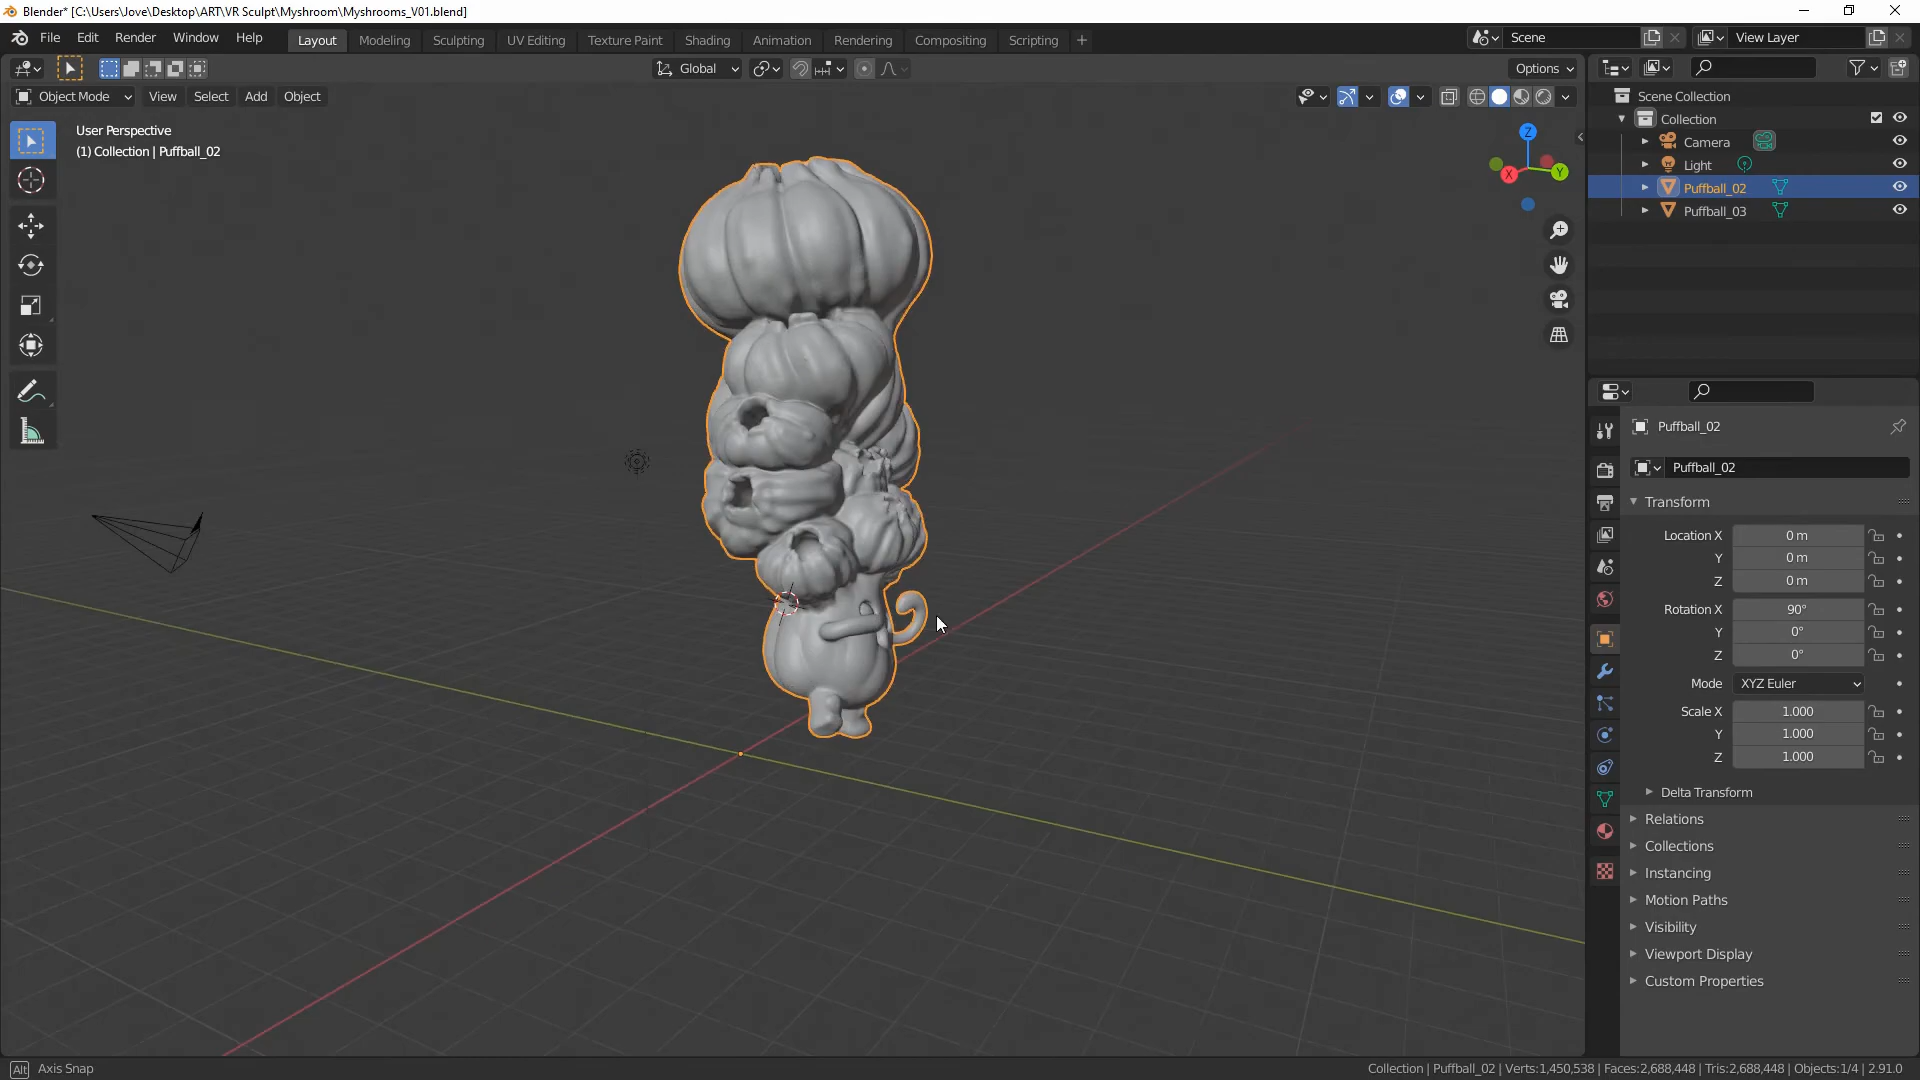 Blender* [C:\Users\Jove\Desktop\ART\VR Sculpt\Myshroom\Myshrooms_V01.blend]
File Edit Render Window Help Layout Modeling Sculpting UV Editing Texture Paint Shading Animation Rendering Compositing Scripting + Scene View Layer
Global Options
Object Mode View Select Add Object
User Perspective
(1) Collection | Puffball_02
Z
X
Y
Scene Collection
Collection
Camera
Light
Puffball_02
Puffball_03
Puffball_02
Puffball_02
Transform
Location X 0 m
Y 0 m
Z 0 m
Rotation X 90°
Y 0°
Z 0°
Mode XYZ Euler
Scale X 1.000
Y 1.000
Z 1.000
Delta Transform
Relations
Collections
Instancing
Motion Paths
Visibility
Viewport Display
Custom Properties
Alt Axis Snap
Collection | Puffball_02 | Verts:1,450,538 | Faces:2,688,448 | Tris:2,688,448 | Objects:1/4 | 2.91.0